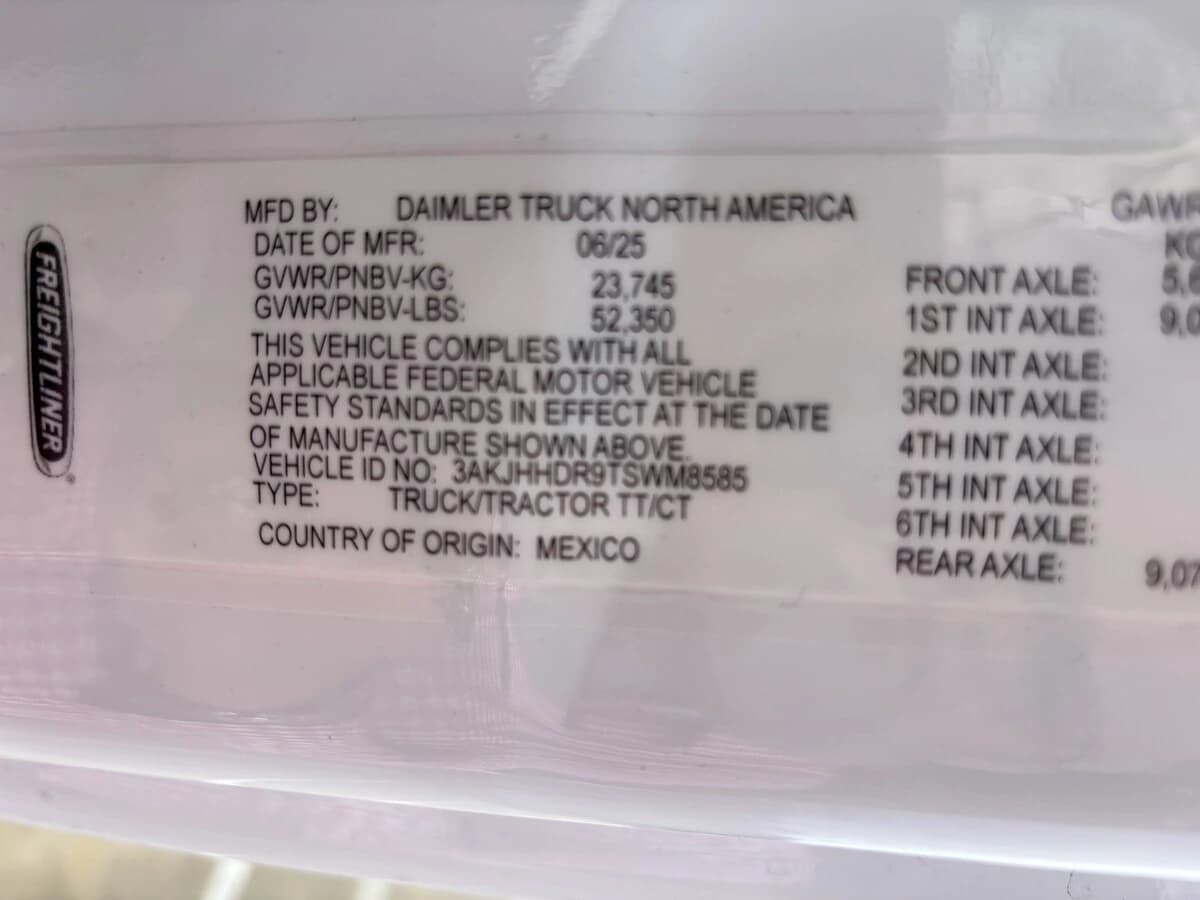 FREIGHTLINER
MFD BY: DAIMLER TRUCK NORTH AMERICA
DATE OF MFR: 06/25
GVWR/PNBV-KG: 23,745
GVWR/PNBV-LBS: 52,350
THIS VEHICLE COMPLIES WITH ALL
APPLICABLE FEDERAL MOTOR VEHICLE
SAFETY STANDARDS IN EFFECT AT THE DATE
OF MANUFACTURE SHOWN ABOVE.
VEHICLE ID NO: 3AKJHHDR9TSWM8585
TYPE: TRUCK/TRACTOR TT/CT
COUNTRY OF ORIGIN: MEXICO
FRONT AXLE:
1ST INT AXLE:
2ND INT AXLE:
3RD INT AXLE:
4TH INT AXLE:
5TH INT AXLE:
6TH INT AXLE:
REAR AXLE: